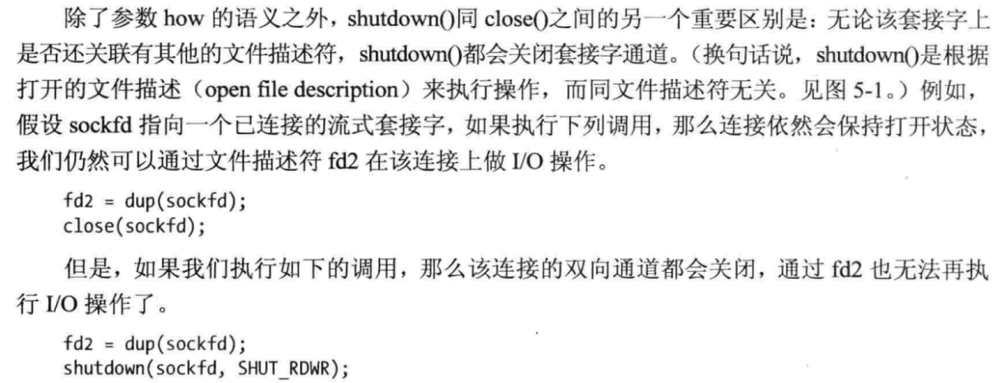 除了参数 how 的语义之外，shutdown()同 close()之间的另一个重要区别是：无论该套接字上
是否还关联有其他的文件描述符，shutdown()都会关闭套接字通道。（换句话说，shutdown()是根据
打开的文件描述（open file description）来执行操作，而同文件描述符无关。见图 5-1。）例如，
假设 sockfd 指向一个已连接的流式套接字，如果执行下列调用，那么连接依然会保持打开状态，
我们仍然可以通过文件描述符 fd2 在该连接上做 I/O 操作。
fd2 = dup(sockfd);
close(sockfd);
但是，如果我们执行如下的调用，那么该连接的双向通道都会关闭，通过 fd2 也无法再执
行 I/O 操作了。
fd2 = dup(sockfd);
shutdown(sockfd, SHUT_RDWR);